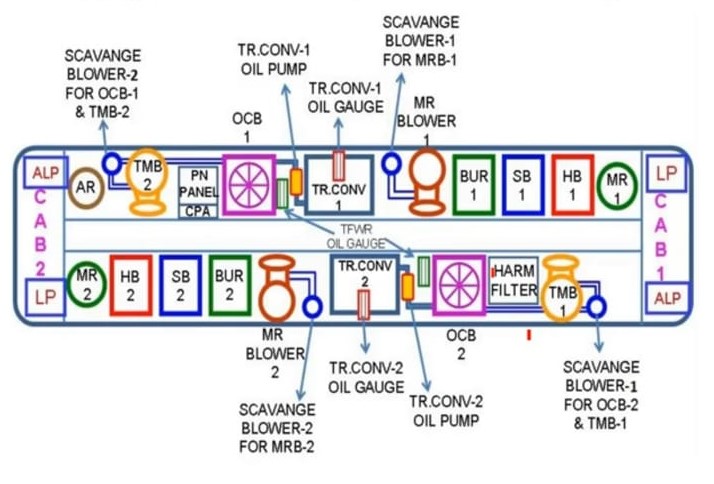 SCAVANGE
BLOWER-2
FOR OCB-1
& TMB-2
TR.CONV-1
OIL PUMP
TR.CONV-1
OIL GAUGE
SCAVANGE
BLOWER-1
FOR MRB-1
OCB
1
MR
BLOWER
1
ALP
AR
TMB
2
PN
PANEL
CPA
TR.CONV
1
BUR
1
SB
1
HB
1
MR
1
LP
C
A
B
2
C
A
B
1
TFWR
OIL GAUGE
LP
MR
2
HB
2
SB
2
BUR
2
TR.CONV
2
HARM
FILTER
TMB
1
ALP
MR
BLOWER
2
OCB
2
SCAVANGE
BLOWER-2
FOR MRB-2
TR.CONV-2
OIL GAUGE
TR.CONV-2
OIL PUMP
SCAVANGE
BLOWER-1
FOR OCB-2
& TMB-1